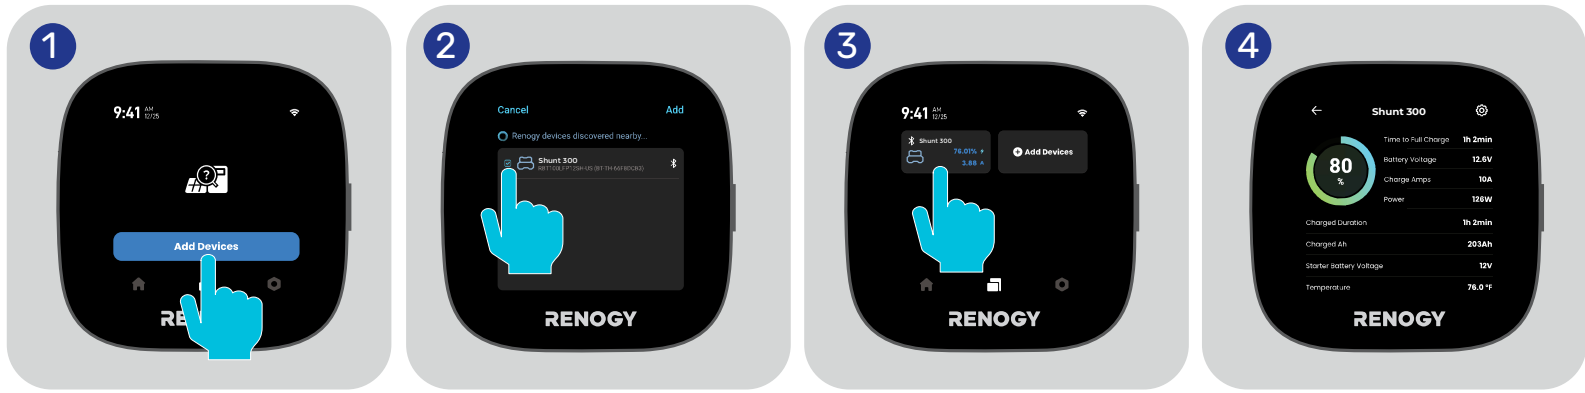 1
9:41 AM 12/25
Add Devices
RE
2
Cancel Add
Renogy devices discovered nearby...
Shunt 300
RENOGY
3
9:41 AM 12/25
Shunt 300
76.01%
3.88 A
Add Devices
RENOGY
4
Shunt 300
80
%
Time to Full Charge 1h 2min
Battery Voltage 12.6V
Charge Amps 10A
Power 126W
Charged Duration 1h 2min
Charged Ah 203Ah
Starter Battery Voltage 12V
Temperature 76.0 °F
RENOGY